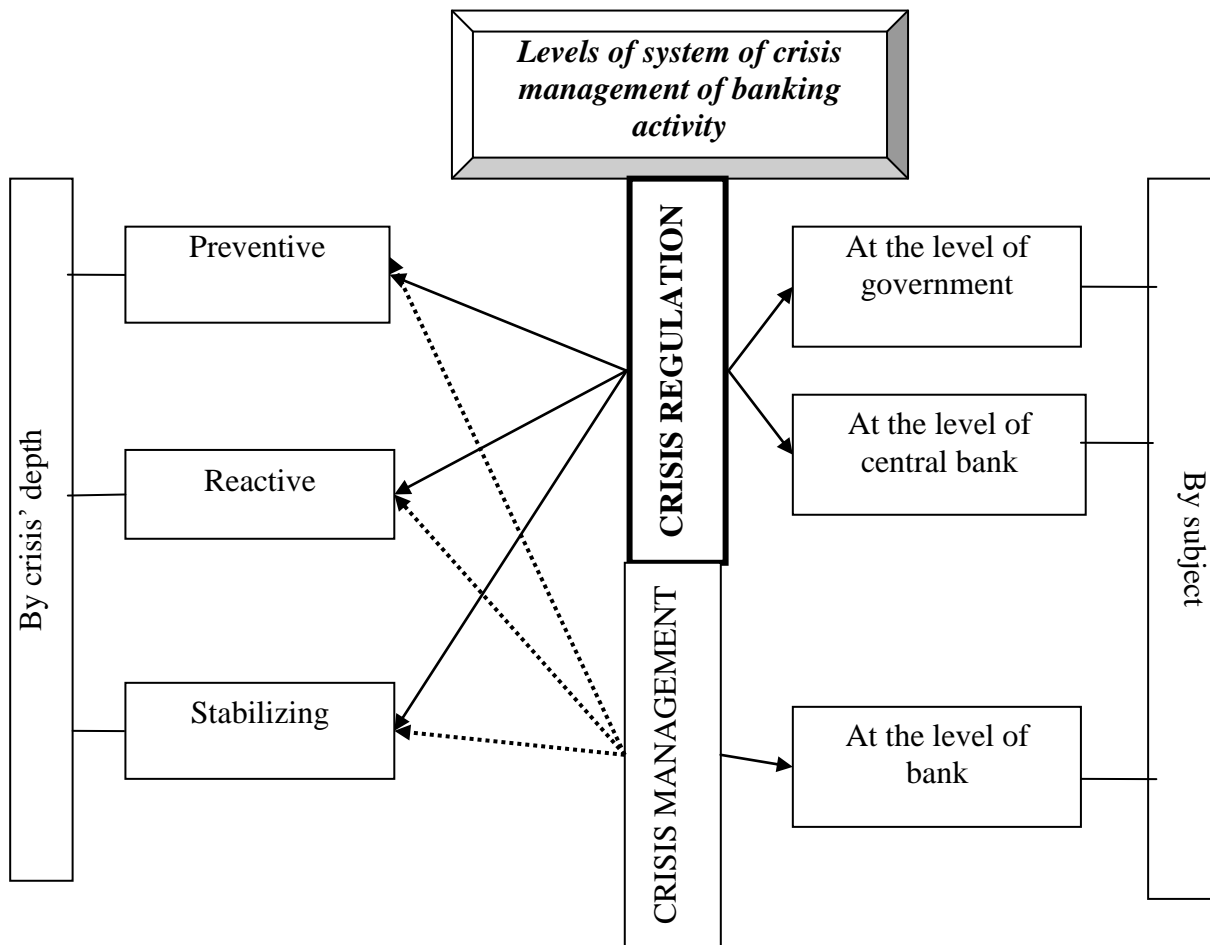 Levels of system of crisis
management of banking
activity
By crisis’ depth
Preventive
Reactive
Stabilizing
CRISIS REGULATION
CRISIS MANAGEMENT
At the level of
government
At the level of
central bank
At the level of
bank
By subject